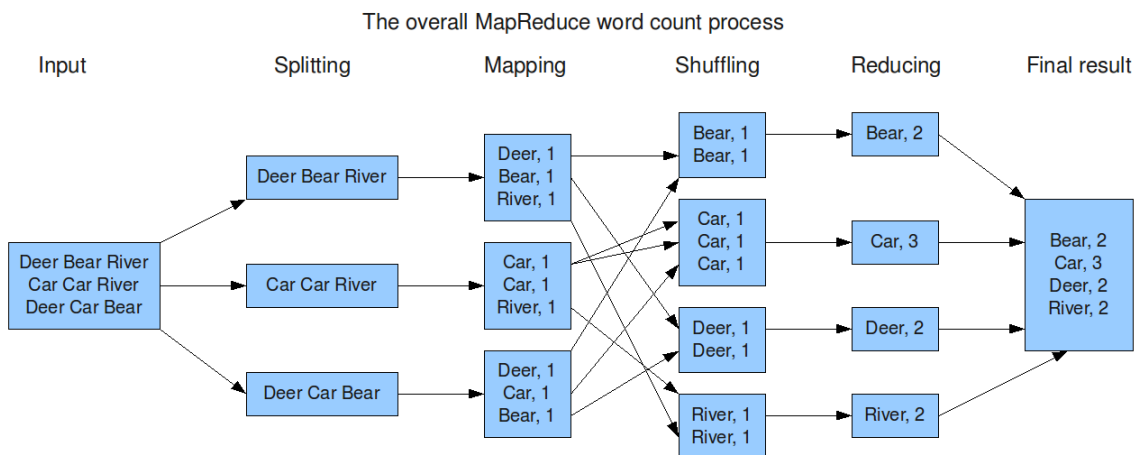 The overall MapReduce word count process
Input
Splitting
Mapping
Shuffling
Reducing
Final result
Deer Bear River
Car Car River
Deer Car Bear
Deer Bear River
Car Car River
Deer Car Bear
Deer, 1
Bear, 1
River, 1
Car, 1
Car, 1
River, 1
Deer, 1
Car, 1
Bear, 1
Bear, 1
Bear, 1
Car, 1
Car, 1
Car, 1
Deer, 1
Deer, 1
River, 1
River, 1
Bear, 2
Car, 3
Deer, 2
River, 2
Bear, 2
Car, 3
Deer, 2
River, 2